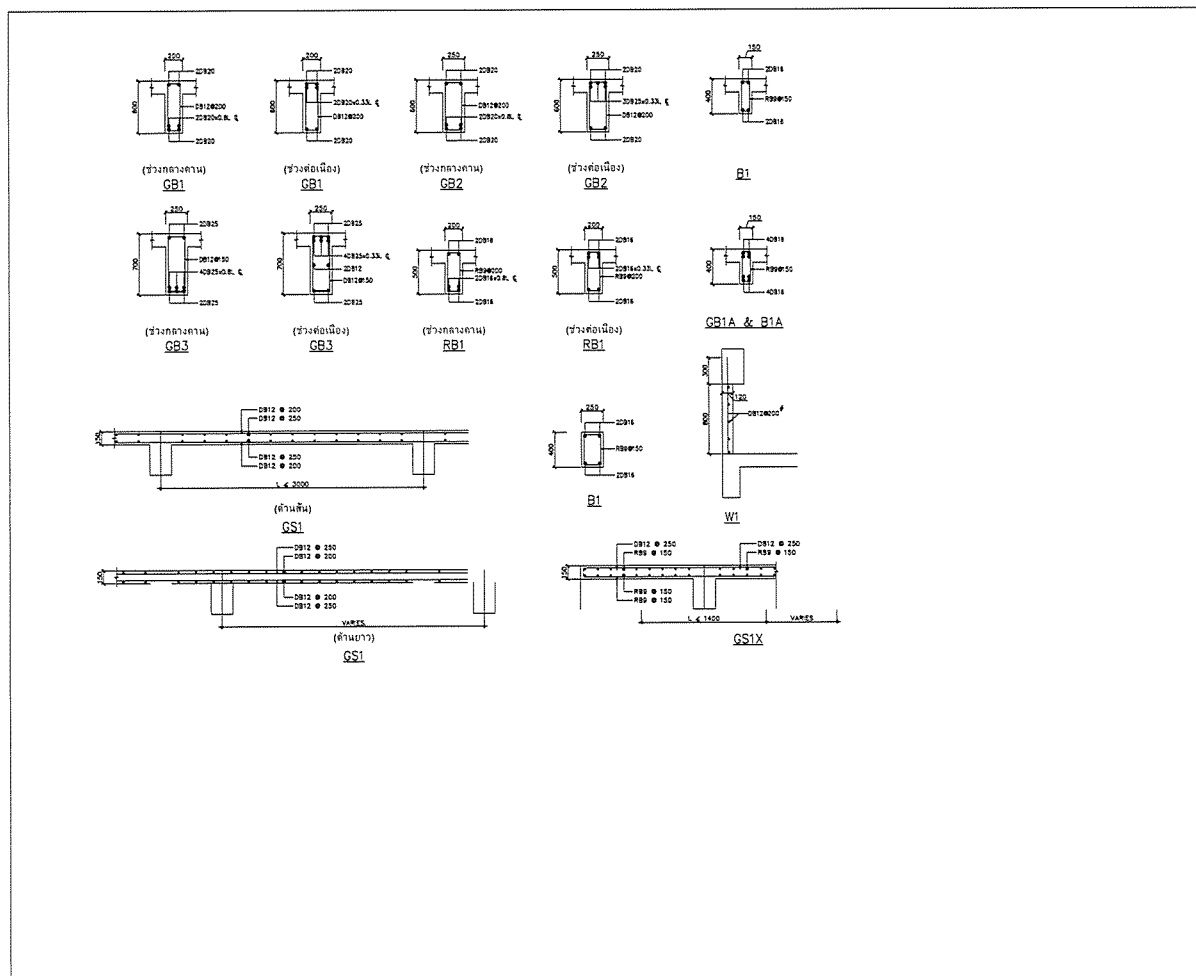 200
2DB20
600
DB12@200
2DB20x0.6L ℄
2DB20
(ช่วงกลางคาน)
GB1
200
2DB20
600
2DB20x0.33L ℄
DB12@200
2DB20
(ช่วงต่อเนื่อง)
GB1
250
2DB20
600
DB12@200
2DB20x0.6L ℄
2DB20
(ช่วงกลางคาน)
GB2
250
2DB20
600
3DB25x0.33L ℄
DB12@200
2DB20
(ช่วงต่อเนื่อง)
GB2
150
2DB16
400
RB9@150
2DB16
B1
250
2DB25
700
DB12@150
4DB25x0.6L ℄
2DB25
(ช่วงกลางคาน)
GB3
250
2DB25
700
4DB25x0.33L ℄
2DB12
DB12@150
2DB25
(ช่วงต่อเนื่อง)
GB3
200
2DB16
500
RB9@200
2DB16x0.6L ℄
2DB16
(ช่วงกลางคาน)
RB1
200
2DB16
500
2DB16x0.33L ℄
RB9@200
2DB16
(ช่วงต่อเนื่อง)
RB1
150
4DB16
400
RB9@150
4DB16
GB1A & B1A
DB12 @ 200
DB12 @ 250
150
DB12 @ 250
DB12 @ 200
L ≤ 3000
(ด้านสั้น)
GS1
250
2DB16
400
RB9@150
2DB16
B1
300
120
800
DB12@200#
W1
DB12 @ 250
DB12 @ 200
150
DB12 @ 200
DB12 @ 250
VARIES
(ด้านยาว)
GS1
DB12 @ 250
RB9 @ 150
DB12 @ 250
RB9 @ 150
150
RB9 @ 150
DB12 @ 250
L ≤ 1400
VARIES
GS1X